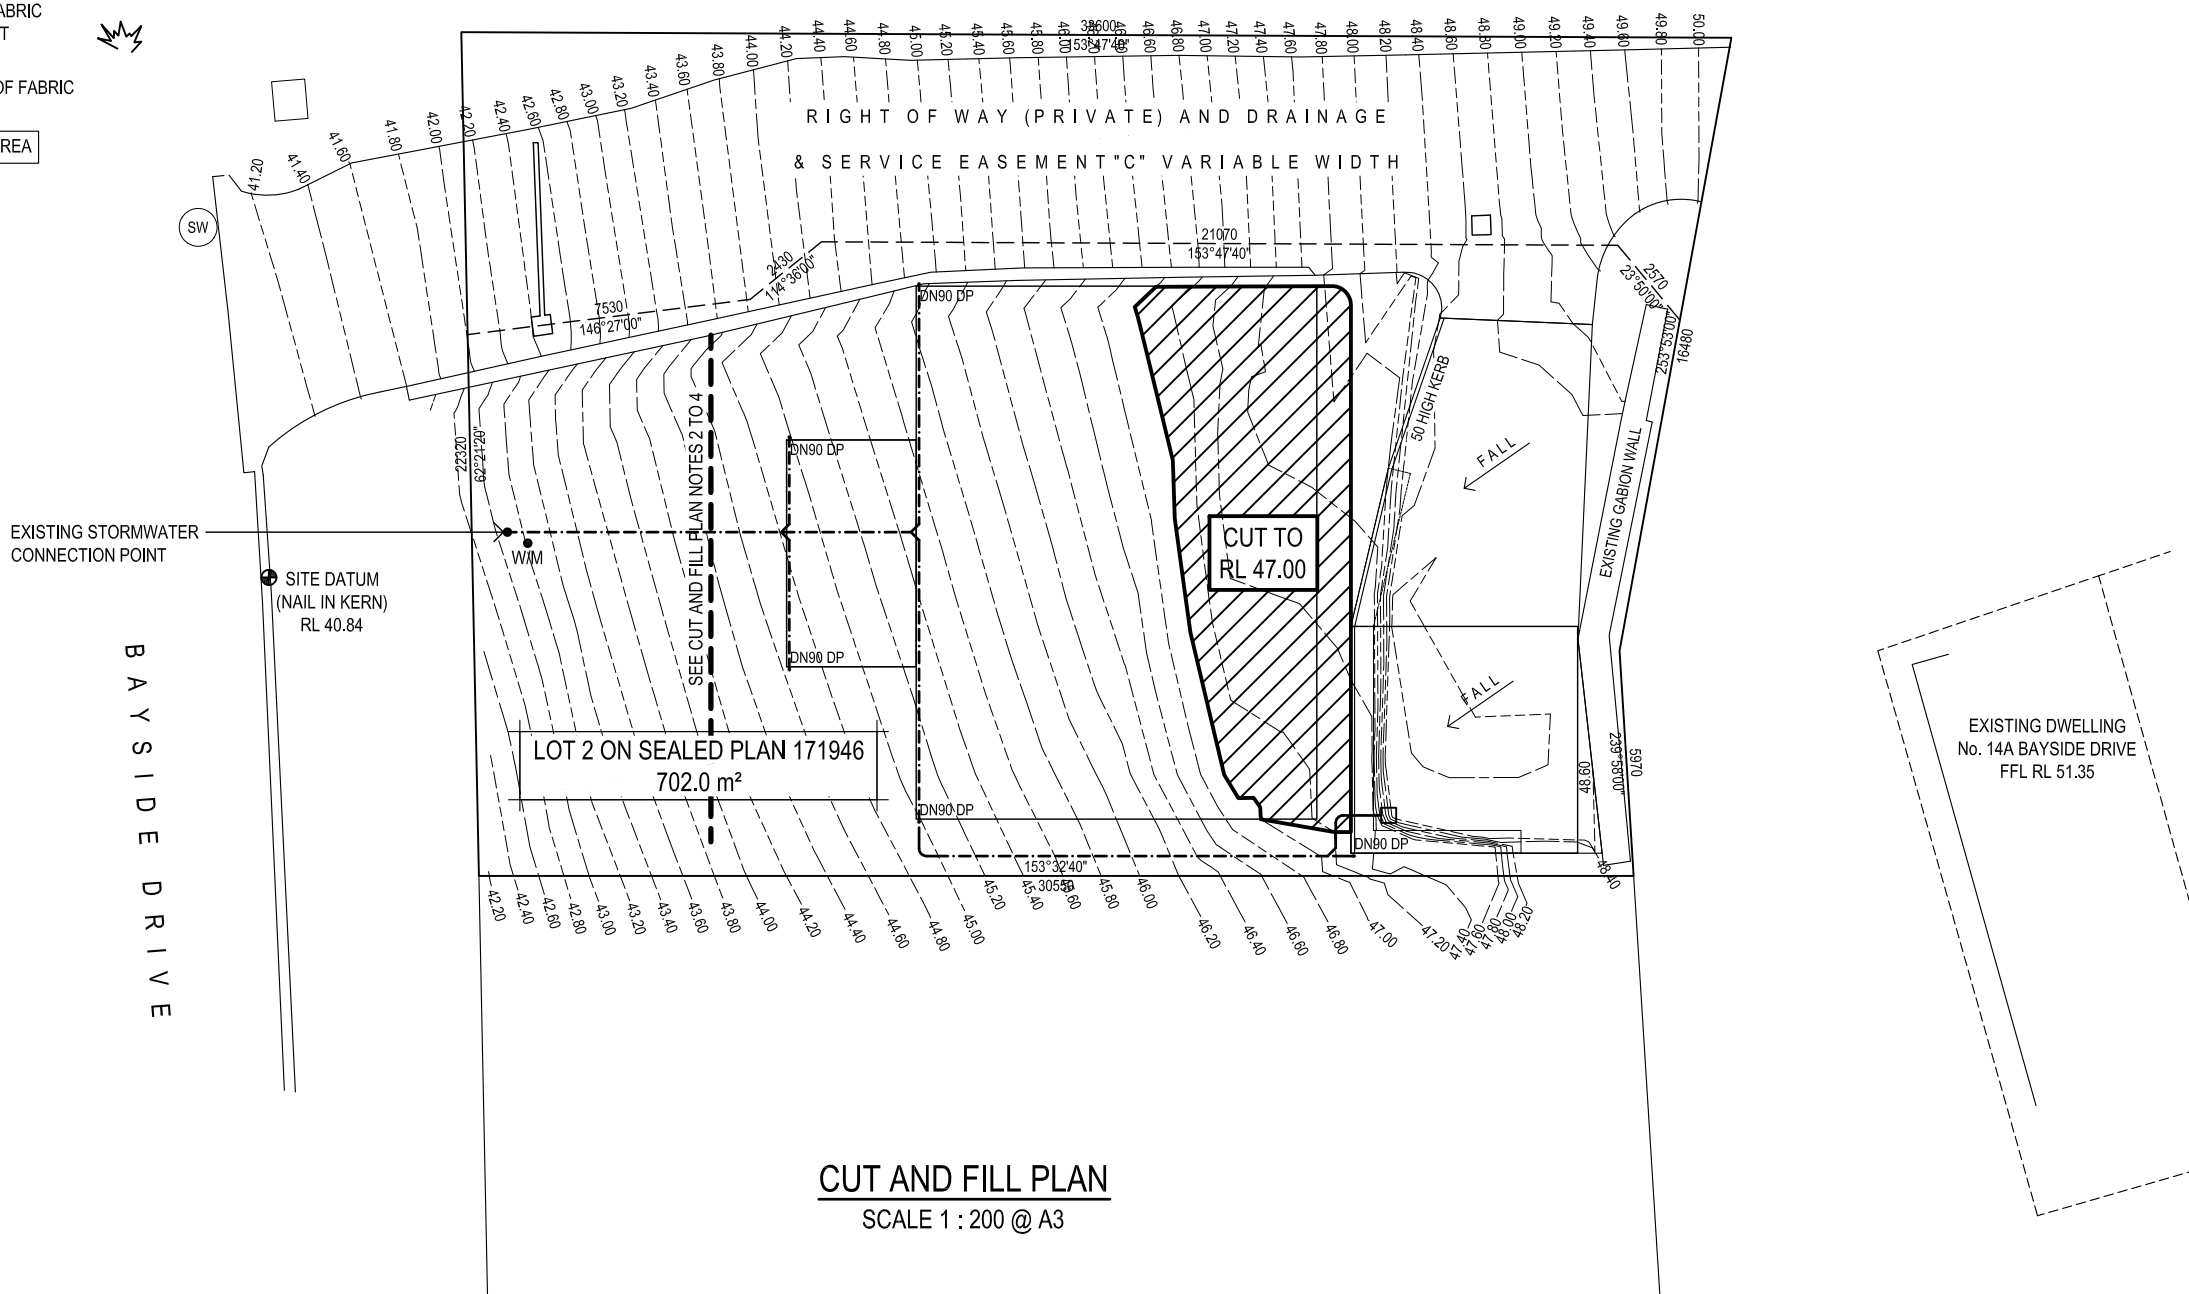 ABRIC
T
OF FABRIC
REA
SW
41.20
41.40
41.60
41.80
42.00
42.20
42.40
42.60
42.80
43.00
43.20
43.40
43.60
43.80
44.00
44.20
44.40
44.60
44.80
45.00
45.20
45.40
45.60
45.80
46.00
46.60
46.80
47.00
47.20
47.40
47.60
47.80
48.00
48.20
48.40
48.60
48.80
49.00
49.20
49.40
49.60
49.80
50.00
153°47'40"
RIGHT OF WAY (PRIVATE) AND DRAINAGE
& SERVICE EASEMENT "C" VARIABLE WIDTH
21070
153°47'40"
2430
114°36'00"
7530
146°27'00"
2570
23°50'00"
253°53'00"
16480
DN90 DP
50 HIGH KERB
FALL
EXISTING GABION WALL
22320
62°21'20"
SEE CUT AND FILL PLAN NOTES 2 TO 4
DN90 DP
CUT TO
RL 47.00
EXISTING STORMWATER
CONNECTION POINT
W/M
SITE DATUM
(NAIL IN KERN)
RL 40.84
DN90 DP
FALL
BAYSIDE DRIVE
LOT 2 ON SEALED PLAN 171946
702.0 m²
EXISTING DWELLING
No. 14A BAYSIDE DRIVE
FFL RL 51.35
48.60
239°58'00"
5970
DN90 DP
DN90 DP
153°32'40"
48.40
42.20
42.40
42.60
42.80
43.00
43.20
43.40
43.60
43.80
44.00
44.20
44.40
44.60
44.80
45.00
45.20
45.40
45.80
46.00
46.20
46.40
46.60
46.80
47.00
47.20
47.40
47.60
47.80
48.00
48.20
CUT AND FILL PLAN
SCALE 1 : 200 @ A3